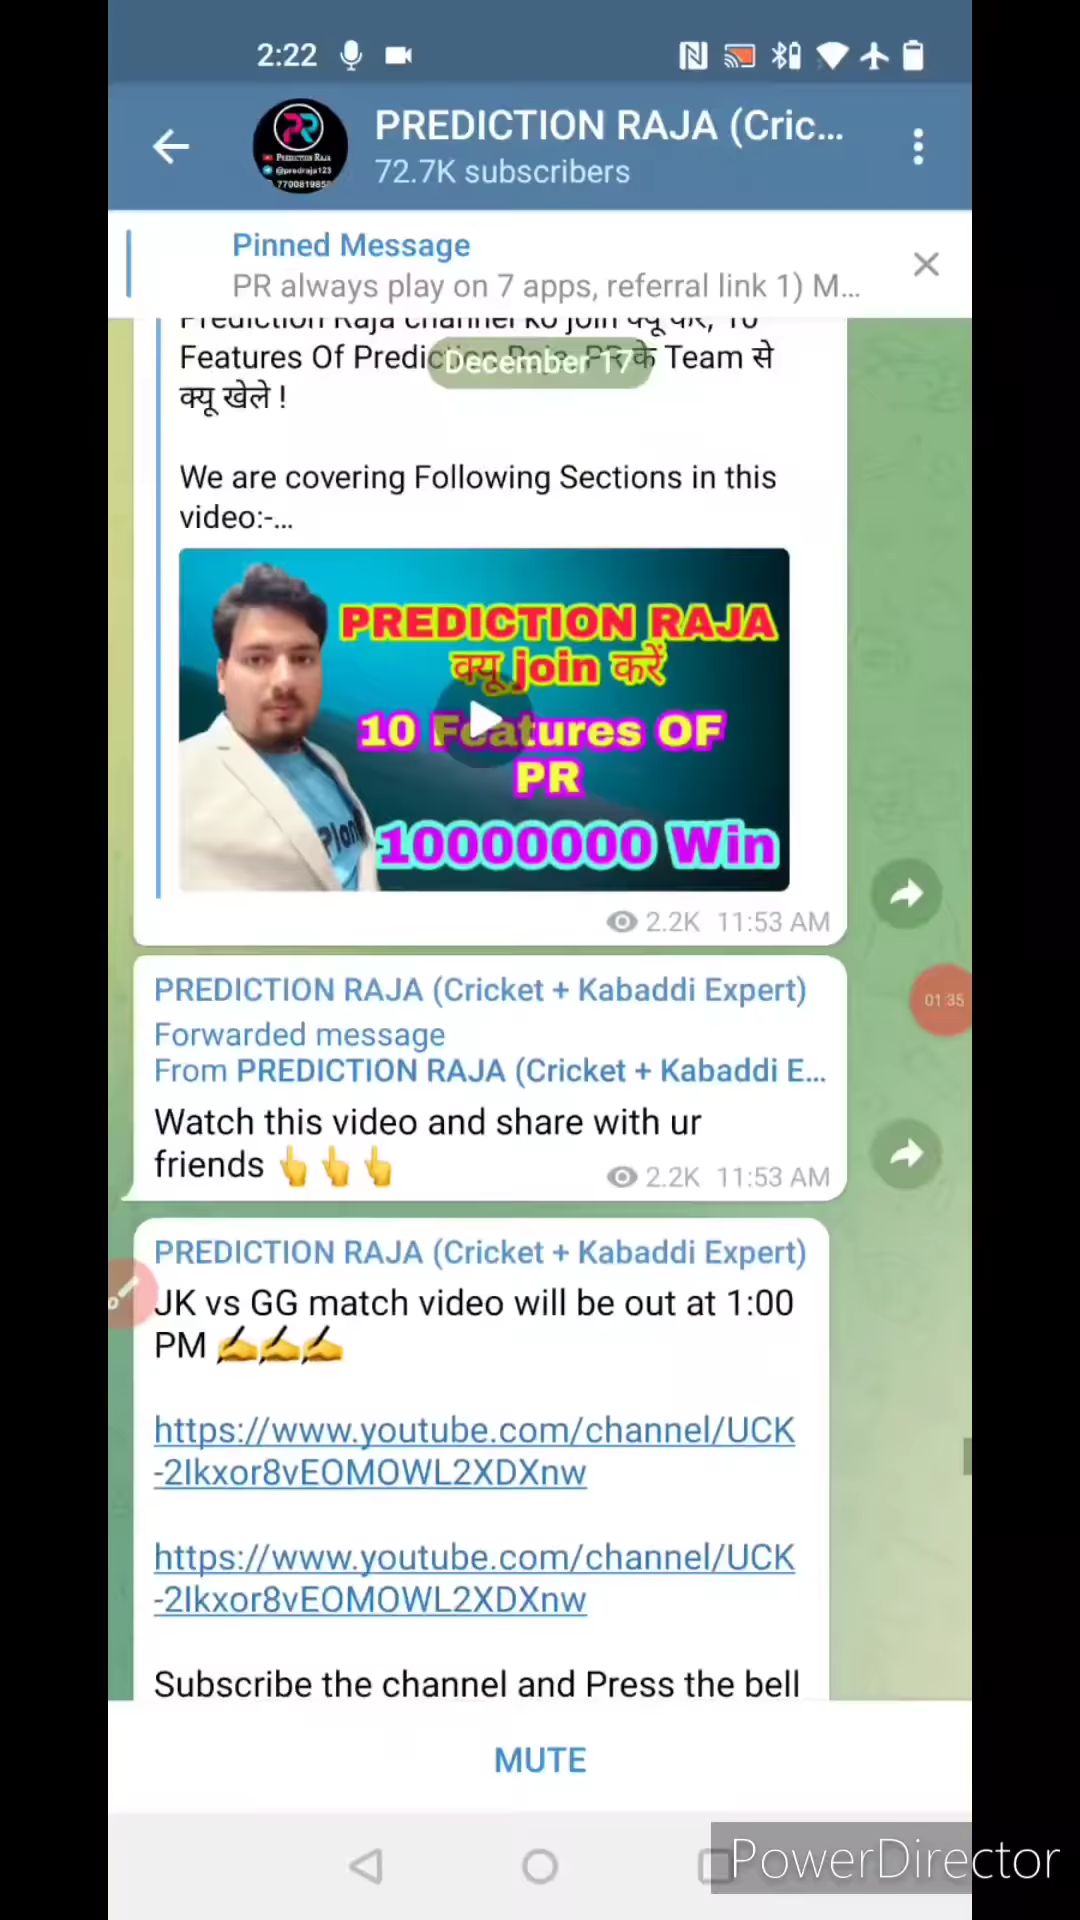 2:22
PREDICTION RAJA (Cric...
72.7K subscribers
PREDICTION RAJA
@predraja123
Pinned Message
PR always play on 7 apps, referral link 1) M...
Prediction Raja channel ko join क्यू करे, 10
Features Of Prediction Raja, PR के Team से
December 17
क्यू खेले !
We are covering Following Sections in this
video:-...
PREDICTION RAJA
क्यू join करें
10 Features OF
PR
10000000 Win
Plan
2.2K 11:53 AM
PREDICTION RAJA (Cricket + Kabaddi Expert)
Forwarded message
From PREDICTION RAJA (Cricket + Kabaddi E...
Watch this video and share with ur
friends 👆👆👆
2.2K 11:53 AM
01:35
PREDICTION RAJA (Cricket + Kabaddi Expert)
JK vs GG match video will be out at 1:00
PM ✍️✍️✍️
https://www.youtube.com/channel/UCK
-2Ikxor8vEOMOWL2XDXnw
https://www.youtube.com/channel/UCK
-2Ikxor8vEOMOWL2XDXnw
Subscribe the channel and Press the bell
MUTE
PowerDirector